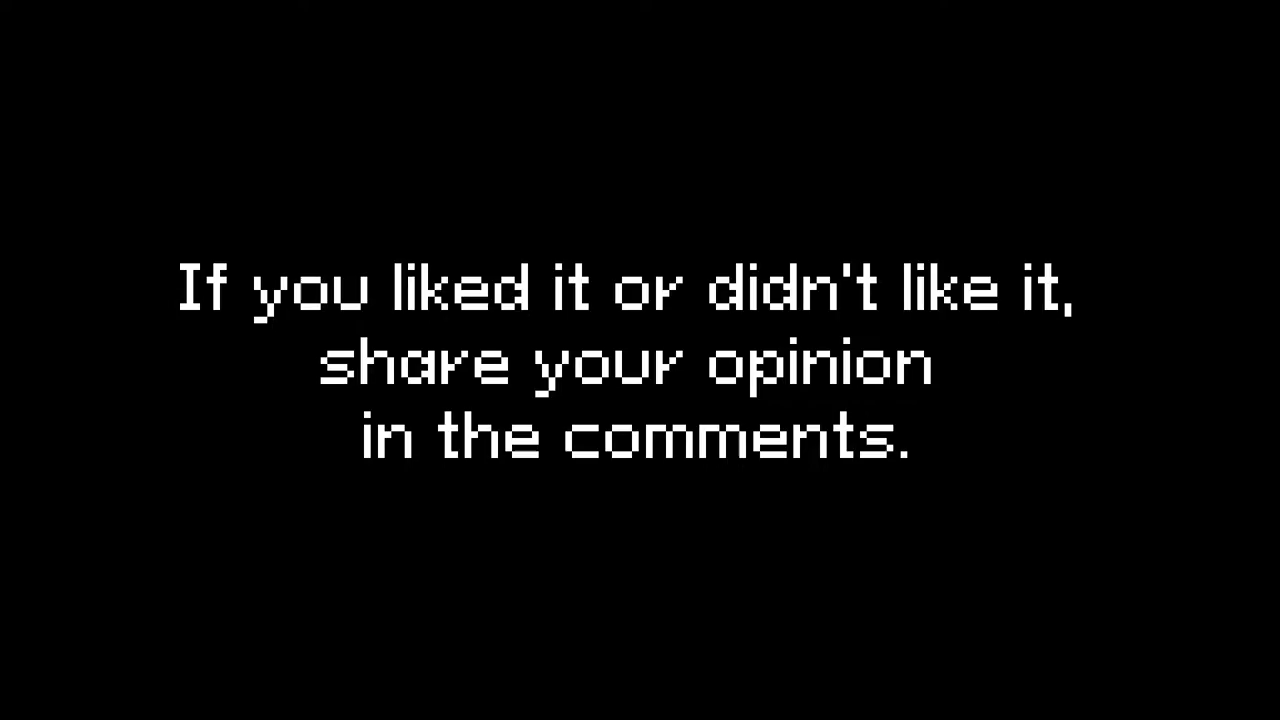 If you liked it or didn't like it,
share your opinion
in the comments.